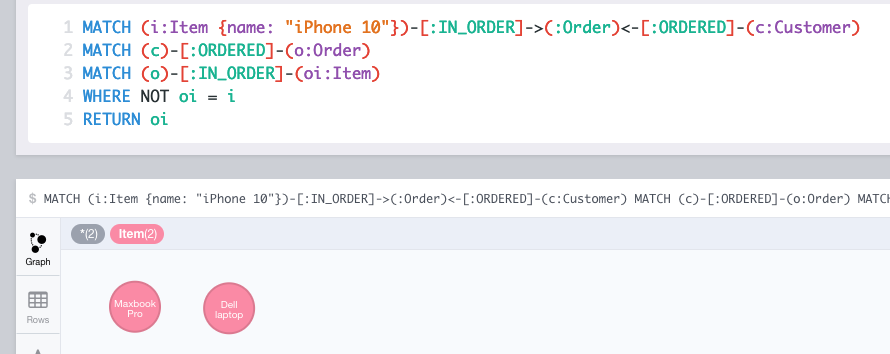 1 MATCH (i:Item {name: "iPhone 10"})-[:IN_ORDER]->(:Order)<-[:ORDERED]-(c:Customer)
2 MATCH (c)-[:ORDERED]-(o:Order)
3 MATCH (o)-[:IN_ORDER]-(oi:Item)
4 WHERE NOT oi = i
5 RETURN oi
$ MATCH (i:Item {name: "iPhone 10"})-[:IN_ORDER]->(:Order)<-[:ORDERED]-(c:Customer) MATCH (c)-[:ORDERED]-(o:Order) MATC
*(2) Item(2)
Graph
Maxbook
Pro
Dell
laptop
Rows